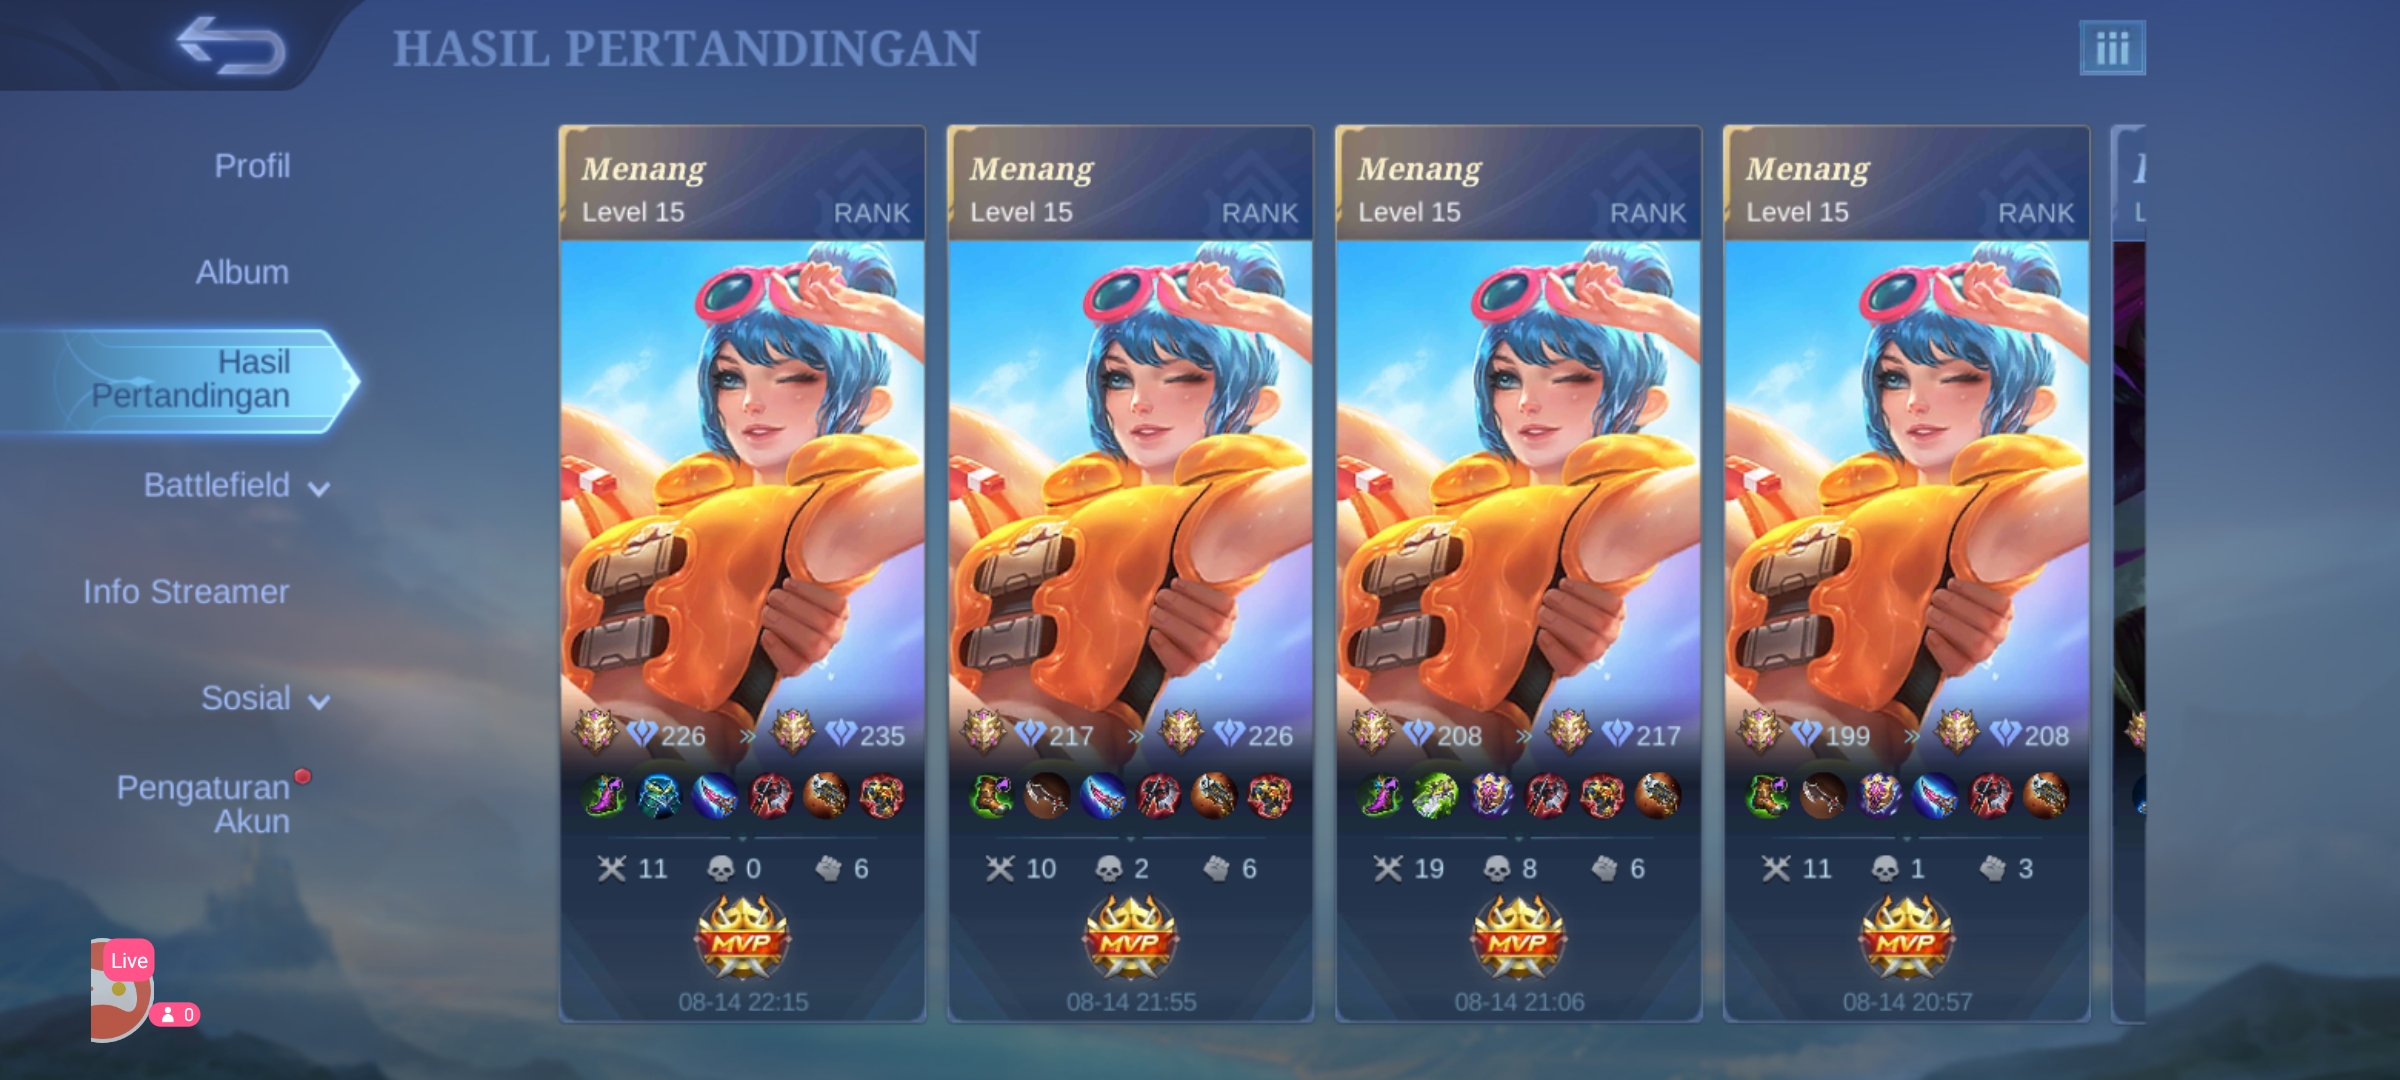 HASIL PERTANDINGAN
Profil
Album
Hasil
Pertandingan
Battlefield
Info Streamer
Sosial
Pengaturan
Akun
Live
0
Menang
Level 15
RANK
226 » 235
11 0 6
MVP
08-14 22:15
Menang
Level 15
RANK
217 » 226
10 2 6
MVP
08-14 21:55
Menang
Level 15
RANK
208 » 217
19 8 6
MVP
08-14 21:06
Menang
Level 15
RANK
199 » 208
11 1 3
MVP
08-14 20:57